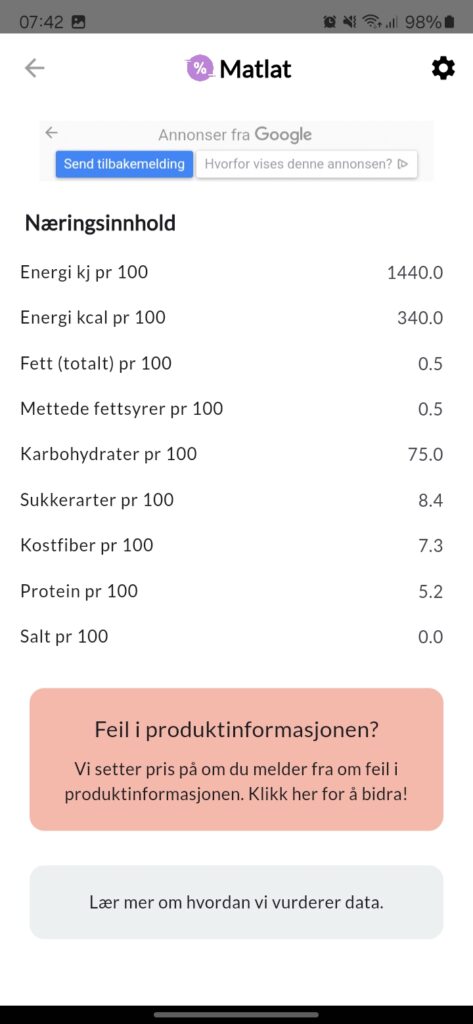 07:42 98%
% Matlat
Annonser fra Google
Send tilbakemelding Hvorfor vises denne annonsen?
Næringsinnhold
Energi kj pr 100 1440.0
Energi kcal pr 100 340.0
Fett (totalt) pr 100 0.5
Mettede fettsyrer pr 100 0.5
Karbohydrater pr 100 75.0
Sukkerarter pr 100 8.4
Kostfiber pr 100 7.3
Protein pr 100 5.2
Salt pr 100 0.0
Feil i produktinformasjonen?
Vi setter pris på om du melder fra om feil i
produktinformasjonen. Klikk her for å bidra!
Lær mer om hvordan vi vurderer data.